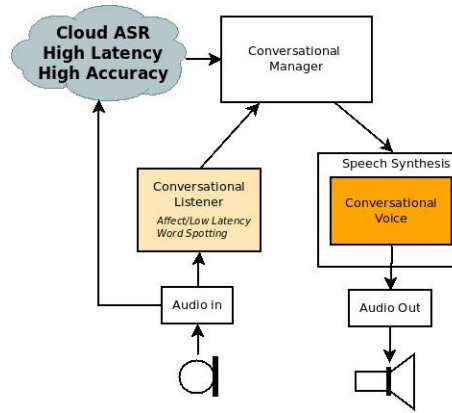 Cloud ASR
High Latency
High Accuracy
Conversational
Manager
Speech Synthesis
Conversational
Listener
Affect/Low Latency
Word Spotting
Conversational
Voice
Audio in
Audio Out